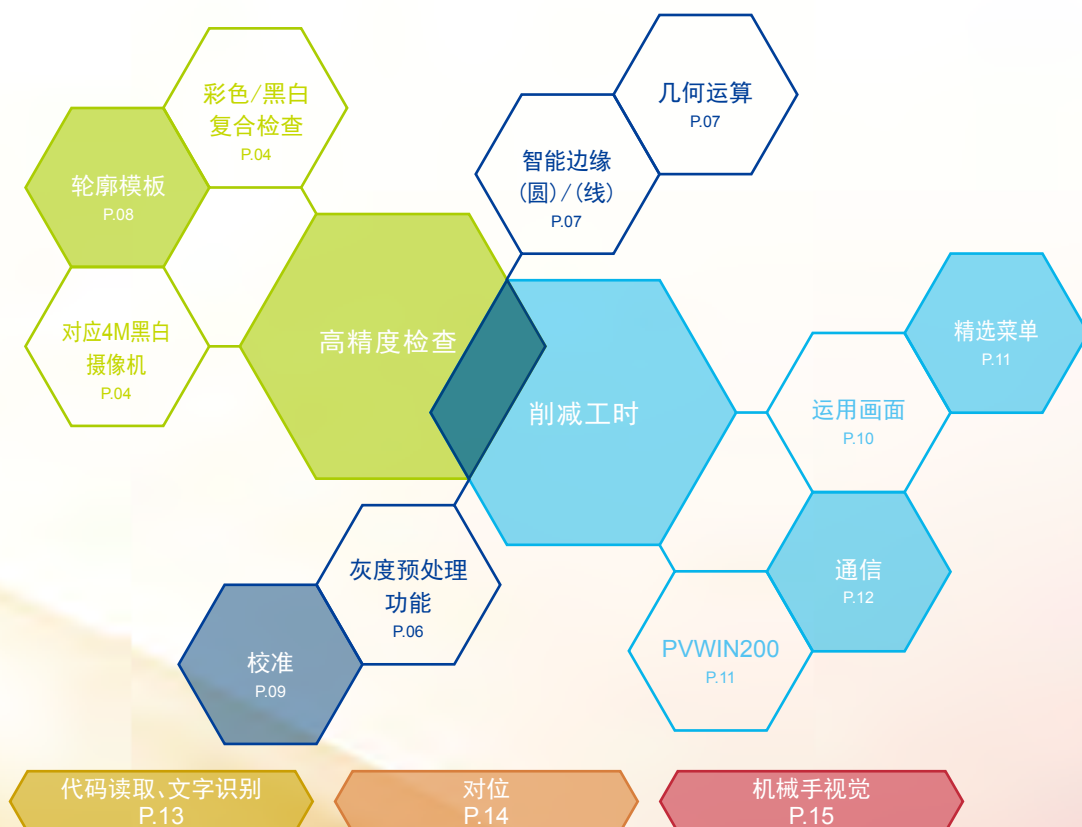 彩色/黑白
复合检查
P.04
轮廓模板
P.08
对应4M黑白
摄像机
P.04
高精度检查
几何运算
P.07
智能边缘
(圆)/(线)
P.07
削减工时
精选菜单
P.11
运用画面
P.10
通信
P.12
PVWIN200
P.11
灰度预处理
功能
P.06
校准
P.09
代码读取、文字识别
P.13
对位
P.14
机械手视觉
P.15